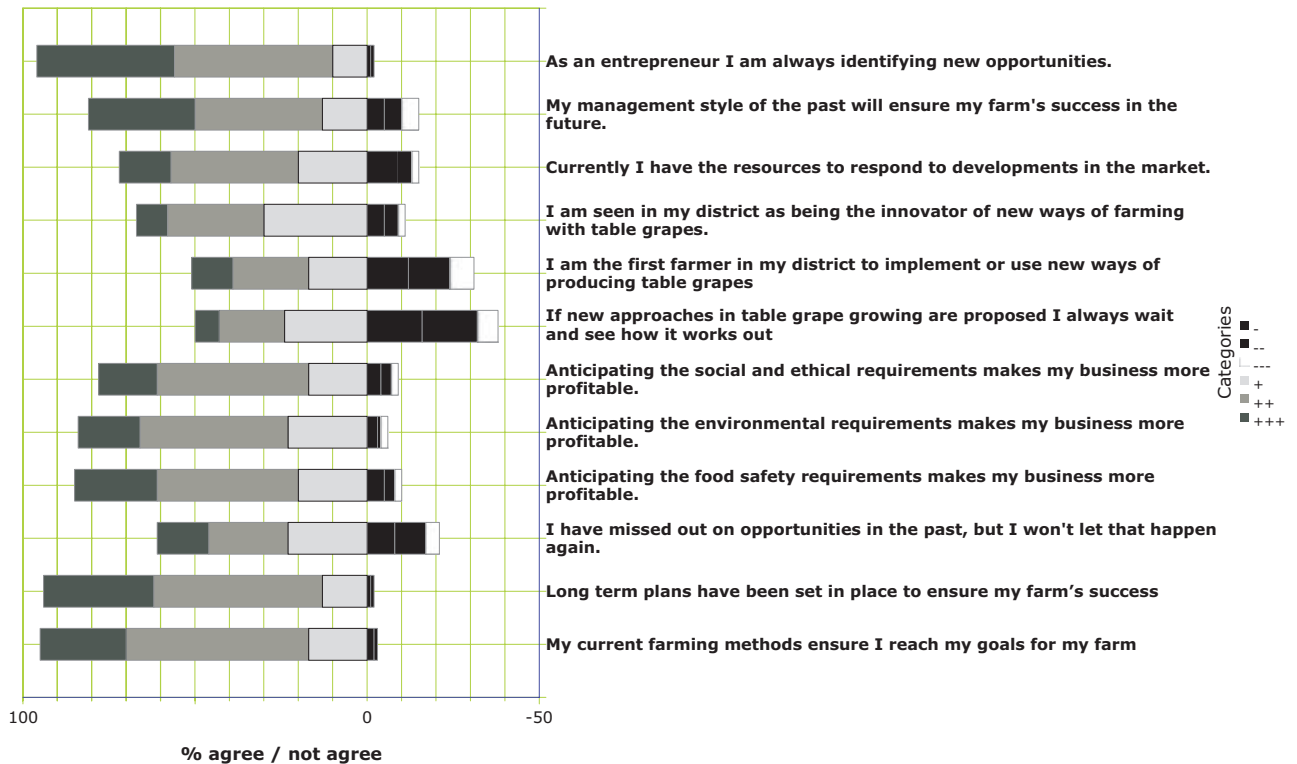 As an entrepreneur I am always identifying new opportunities.
My management style of the past will ensure my farm's success in the
future.
Currently I have the resources to respond to developments in the market.
I am seen in my district as being the innovator of new ways of farming
with table grapes.
I am the first farmer in my district to implement or use new ways of
producing table grapes
If new approaches in table grape growing are proposed I always wait
and see how it works out
Anticipating the social and ethical requirements makes my business more
profitable.
Anticipating the environmental requirements makes my business more
profitable.
Anticipating the food safety requirements makes my business more
profitable.
I have missed out on opportunities in the past, but I won't let that happen
again.
Long term plans have been set in place to ensure my farm’s success
My current farming methods ensure I reach my goals for my farm
Categories
-
--
---
+
++
+++
100 0 -50
% agree / not agree